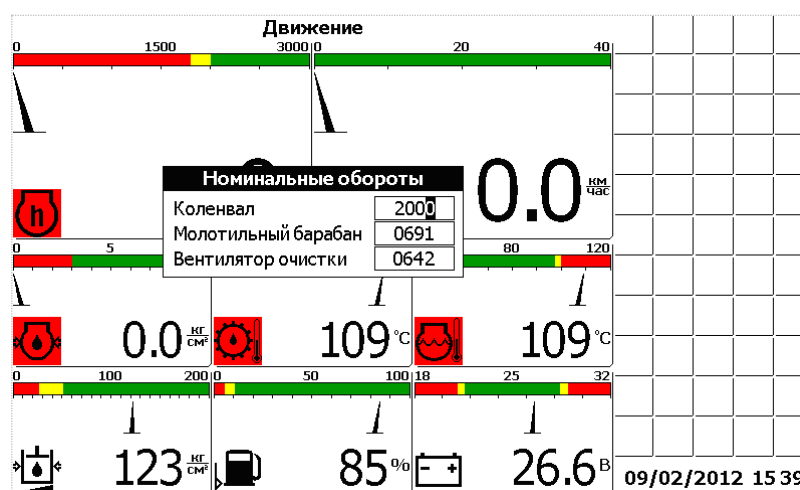 Движение
0 1500 3000 0 20 40
Номинальные обороты
Коленвал 2000
Молотильный барабан 0691
Вентилятор очистки 0642
0.0 км час
h
0 5 80 120
0.0 кг см² 109 °C 109 °C
0 100 200 0 50 100 18 25 32
123 кг см² 85 % 26.6 В
09/02/2012 15 39